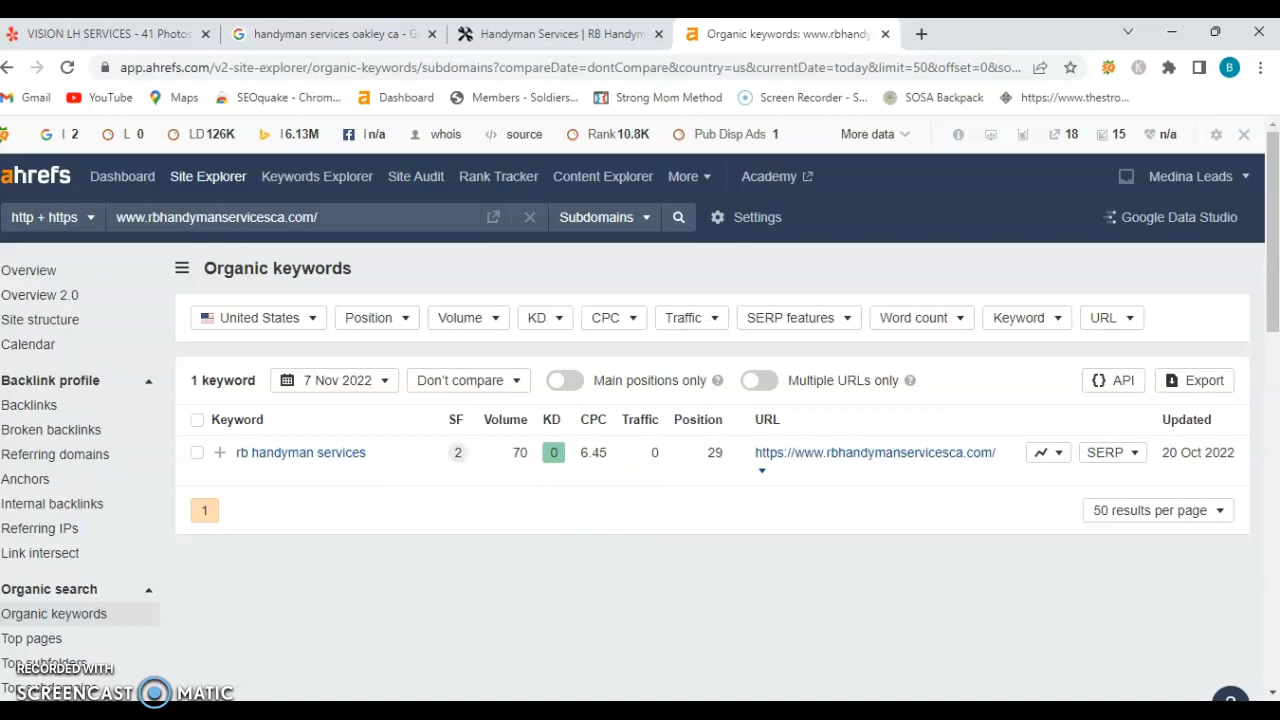 VISION LH SERVICES - 41 Photos
handyman services oakley ca - G
Handyman Services | RB Handym
Organic keywords: www.rbhandy
app.ahrefs.com/v2-site-explorer/organic-keywords/subdomains?compareDate=dontCompare&country=us&currentDate=today&limit=50&offset=0&so...
B
Gmail YouTube Maps SEOquake - Chrom... Dashboard Members - Soldiers... Strong Mom Method Screen Recorder - S... SOSA Backpack https://www.thestro...
I 2 L 0 LD 126K I 6.13M I n/a whois source Rank 10.8K Pub Disp Ads 1 More data 18 15 n/a
ahrefs Dashboard Site Explorer Keywords Explorer Site Audit Rank Tracker Content Explorer More Academy Medina Leads
http + https www.rbhandymanservicesca.com/ Subdomains Settings Google Data Studio
Overview
Overview 2.0
Site structure
Calendar
Backlink profile
Backlinks
Broken backlinks
Referring domains
Anchors
Internal backlinks
Referring IPs
Link intersect
Organic search
Organic keywords
Top pages
Top subfolders
Organic keywords
United States Position Volume KD CPC Traffic SERP features Word count Keyword URL
1 keyword 7 Nov 2022 Don't compare Main positions only Multiple URLs only API Export
Keyword SF Volume KD CPC Traffic Position URL Updated
rb handyman services 2 70 0 6.45 0 29 https://www.rbhandymanservicesca.com/ SERP 20 Oct 2022
1 50 results per page
RECORDED WITH
SCREENCAST MATIC